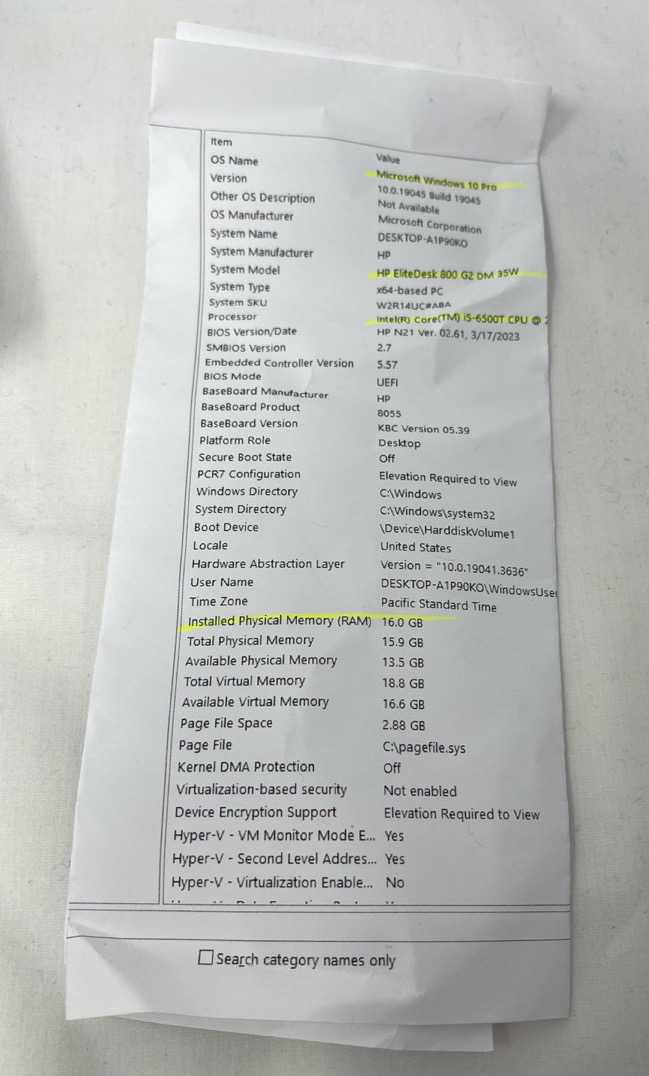 Item Value
OS Name Microsoft Windows 10 Pro
Version 10.0.19045 Build 19045
Other OS Description Not Available
OS Manufacturer Microsoft Corporation
System Name DESKTOP-A1P90KO
System Manufacturer HP
System Model HP EliteDesk 800 G2 DM 35W
System Type x64-based PC
System SKU W2R14UC#ABA
Processor Intel(R) Core(TM) i5-6500T CPU @ 2
BIOS Version/Date HP N21 Ver. 02.61, 3/17/2023
SMBIOS Version 2.7
Embedded Controller Version 5.57
BIOS Mode UEFI
BaseBoard Manufacturer HP
BaseBoard Product 8055
BaseBoard Version KBC Version 05.39
Platform Role Desktop
Secure Boot State Off
PCR7 Configuration Elevation Required to View
Windows Directory C:\Windows
System Directory C:\Windows\system32
Boot Device \Device\HarddiskVolume1
Locale United States
Hardware Abstraction Layer Version = "10.0.19041.3636"
User Name DESKTOP-A1P90KO\WindowsUser
Time Zone Pacific Standard Time
Installed Physical Memory (RAM) 16.0 GB
Total Physical Memory 15.9 GB
Available Physical Memory 13.5 GB
Total Virtual Memory 18.8 GB
Available Virtual Memory 16.6 GB
Page File Space 2.88 GB
Page File C:\pagefile.sys
Kernel DMA Protection Off
Virtualization-based security Not enabled
Device Encryption Support Elevation Required to View
Hyper-V - VM Monitor Mode E... Yes
Hyper-V - Second Level Addres... Yes
Hyper-V - Virtualization Enable... No
Search category names only